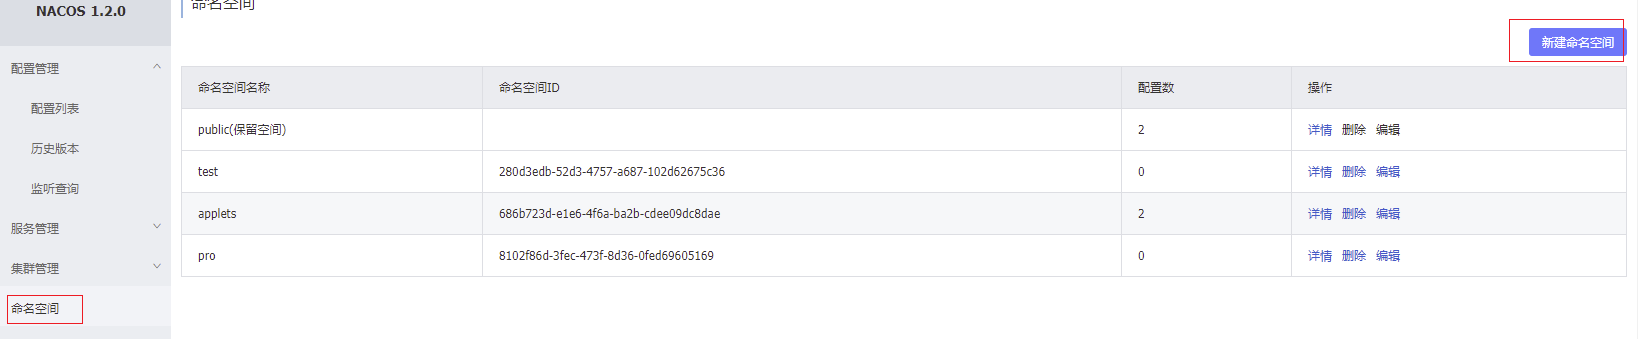 NACOS 1.2.0
配置管理
配置列表
历史版本
监听查询
服务管理
集群管理
命名空间
命名空间
新建命名空间
命名空间名称 命名空间ID 配置数 操作
public(保留空间) 2 详情 删除 编辑
test 280d3edb-52d3-4757-a687-102d62675c36 0 详情 删除 编辑
applets 686b723d-e1e6-4f6a-ba2b-cdee09dc8dae 2 详情 删除 编辑
pro 8102f86d-3fec-473f-8d36-0fed69605169 0 详情 删除 编辑